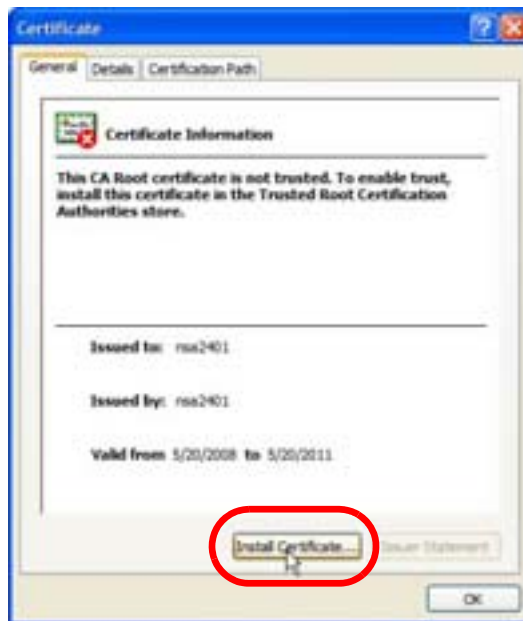 Certificate
General Details Certification Path
Certificate Information
This CA Root certificate is not trusted. To enable trust,
install this certificate in the Trusted Root Certification
Authorities store.
Issued to: nsa2401
Issued by: nsa2401
Valid from 5/20/2008 to 5/20/2011
Install Certificate... Issuer Statement
OK